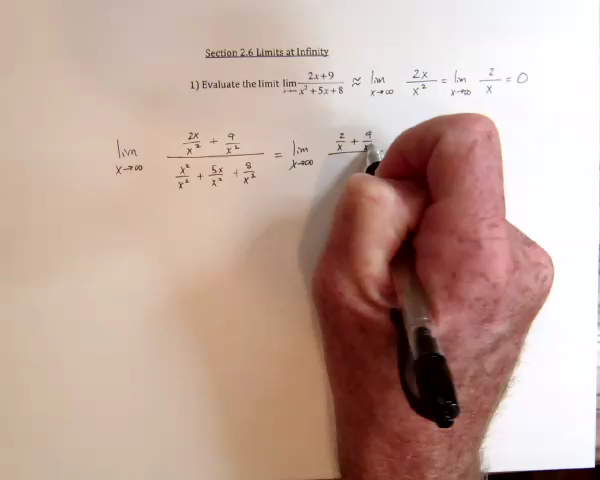 Section 2.6 Limits at Infinity
1) Evaluate the limit lim x→∞ (2x+9)/(x²+5x+8) ≈ lim x→∞ 2x/x² = lim x→∞ 2/x = 0
lim x→∞ (2x/x² + 9/x²)/(x²/x² + 5x/x² + 8/x²) = lim x→∞ 2/x + 9